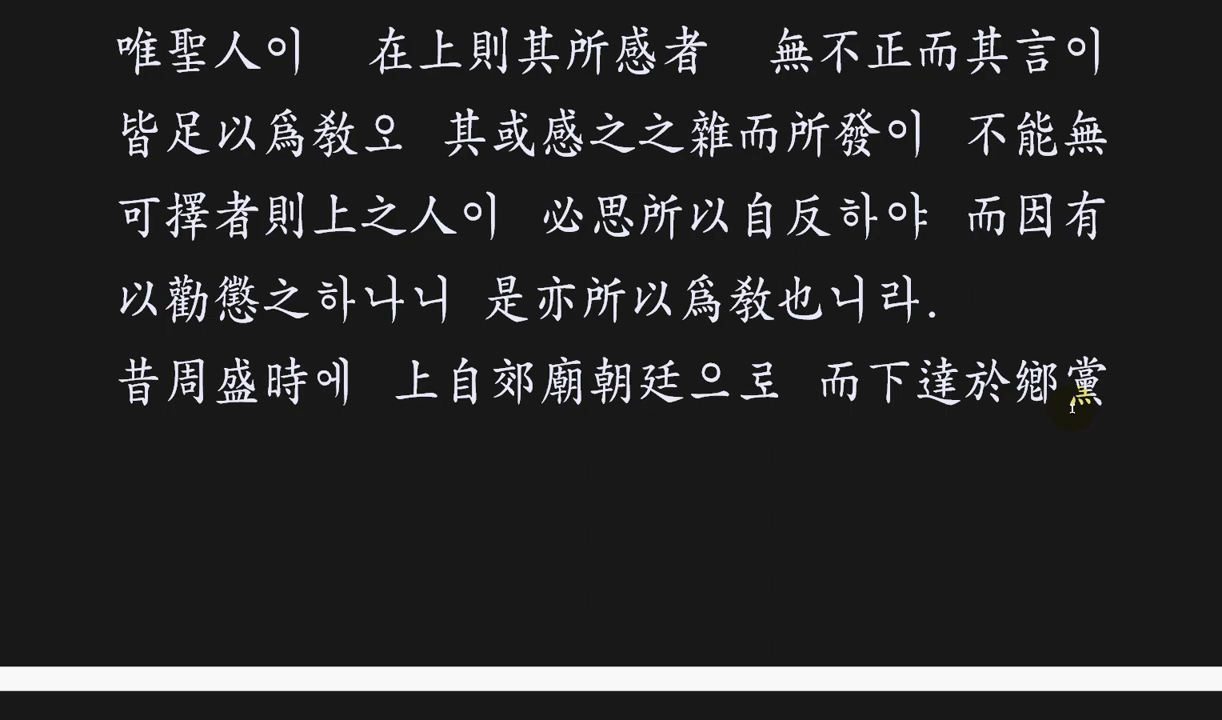 唯聖人이 在上則其所感者 無不正而其言이
皆足以爲敎오 其或感之之雜而所發이 不能無
可擇者則上之人이 必思所以自反하야 而因有
以勸懲之하나니 是亦所以爲敎也니라.
昔周盛時에 上自郊廟朝廷으로 而下達於鄕黨